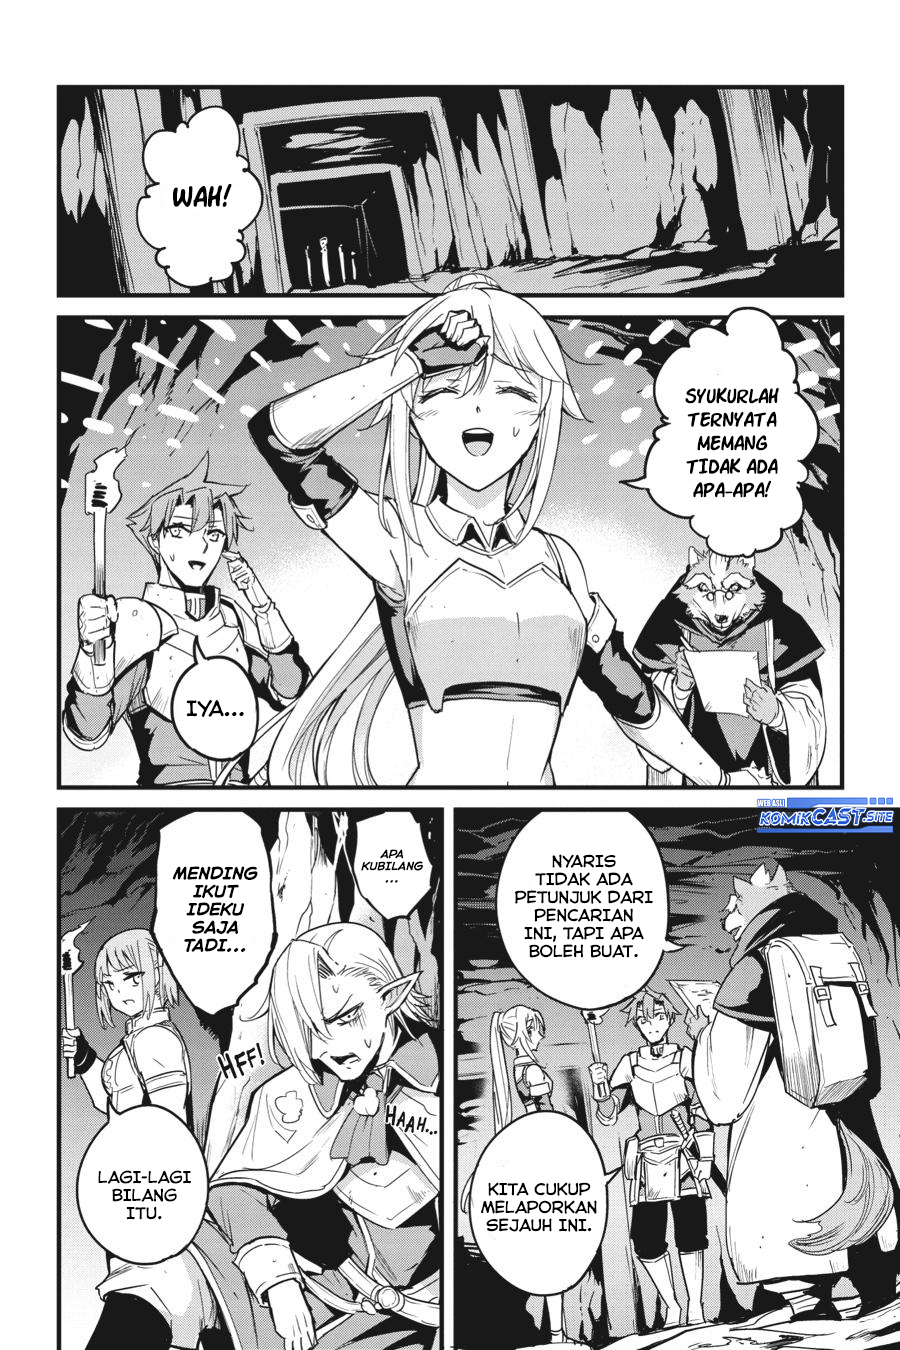 WAH!
SYUKURLAH
TERNYATA
MEMANG
TIDAK ADA
APA-APA!
IYA...
WEB ASLI
KOMIKCAST.SITE
NYARIS
TIDAK ADA
PETUNJUK DARI
PENCARIAN
INI, TAPI APA
BOLEH BUAT.
KITA CUKUP
MELAPORKAN
SEJAUH INI.
APA
KUBILANG
...
MENDING
IKUT
IDEKU
SAJA
TADI...
HFF!
HAAH...
LAGI-LAGI
BILANG
ITU.